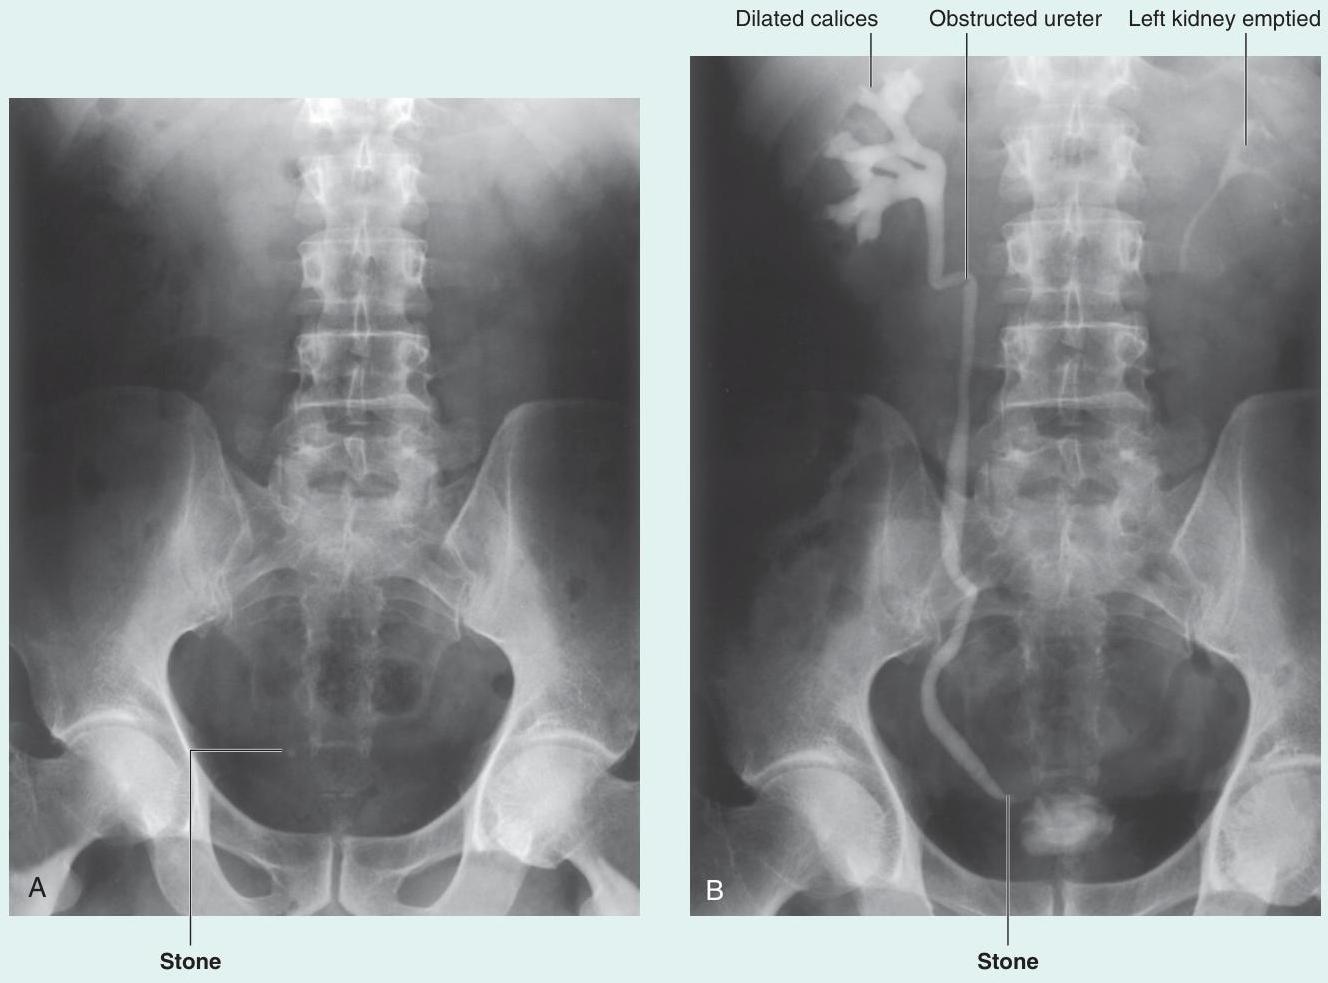 Dilated calices
Obstructed ureter
Left kidney emptied
A
B
Stone
Stone